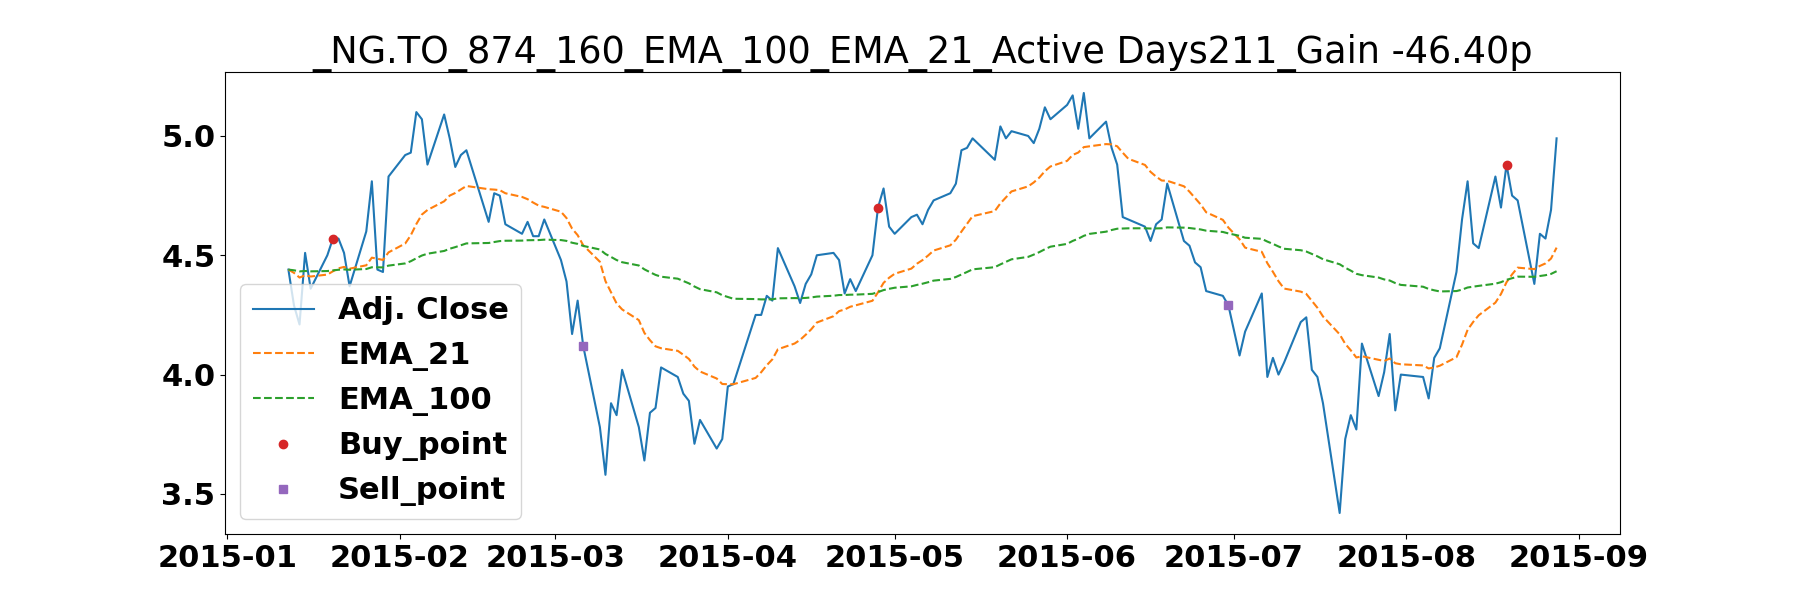 _NG.TO_874_160_EMA_100_EMA_21_Active Days211_Gain -46.40p
5.0
4.5
4.0
3.5
Adj. Close
EMA_21
EMA_100
Buy_point
Sell_point
2015-01 2015-02 2015-03 2015-04 2015-05 2015-06 2015-07 2015-08 2015-09